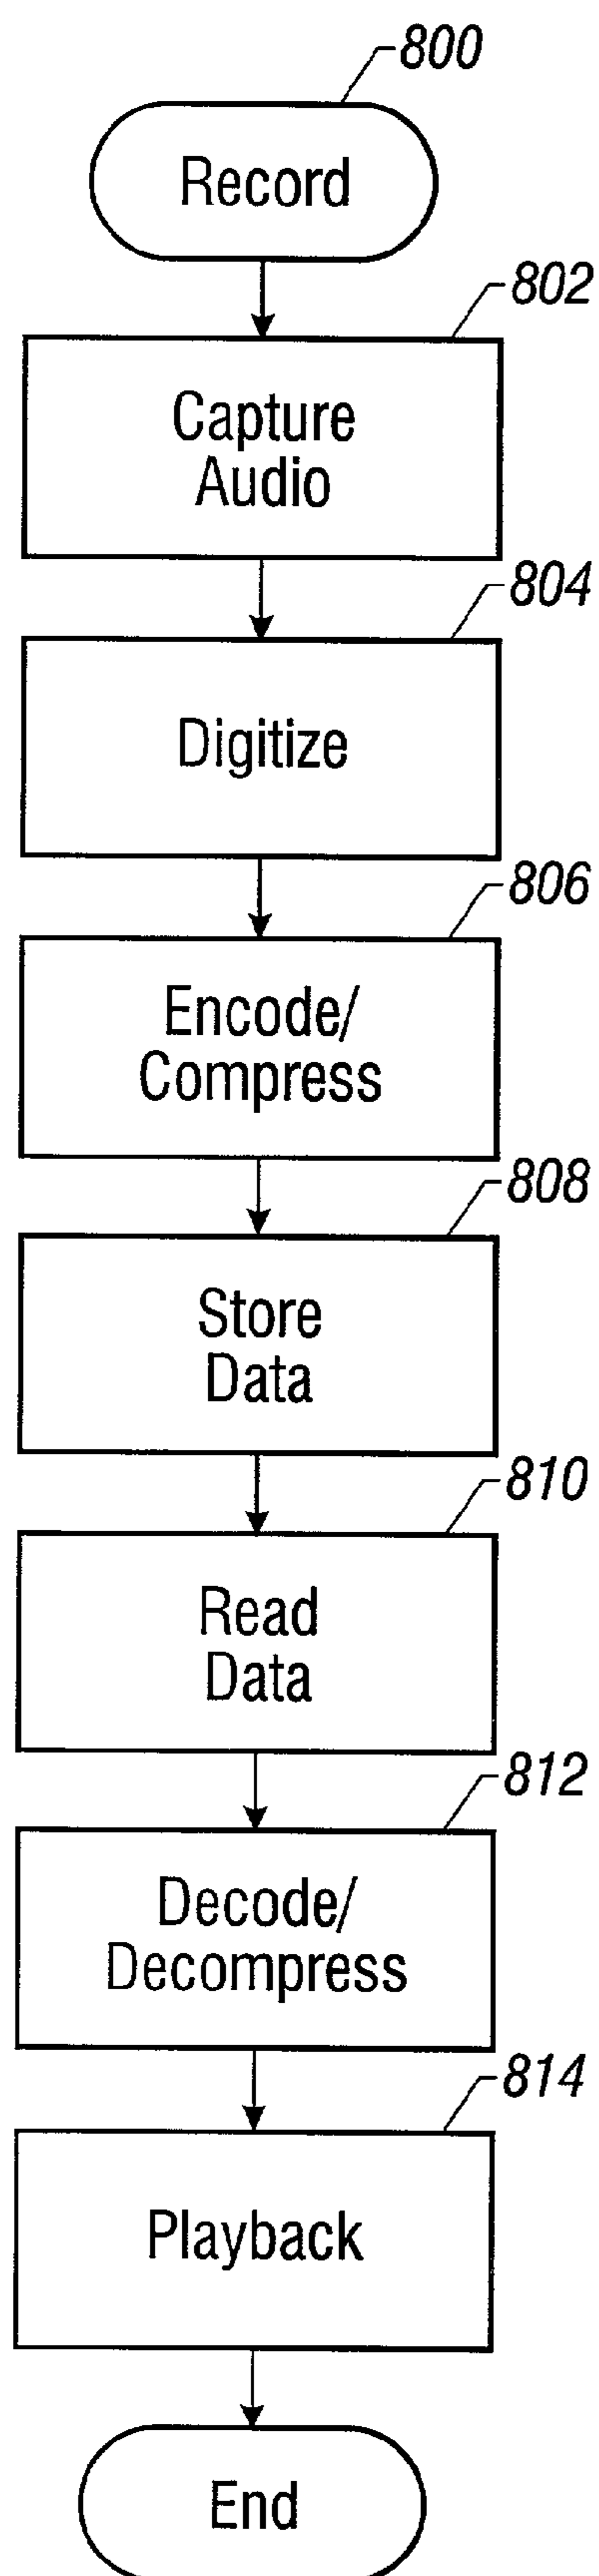 800
Record
802
Capture
Audio
804
Digitize
806
Encode/
Compress
808
Store
Data
810
Read
Data
812
Decode/
Decompress
814
Playback
End